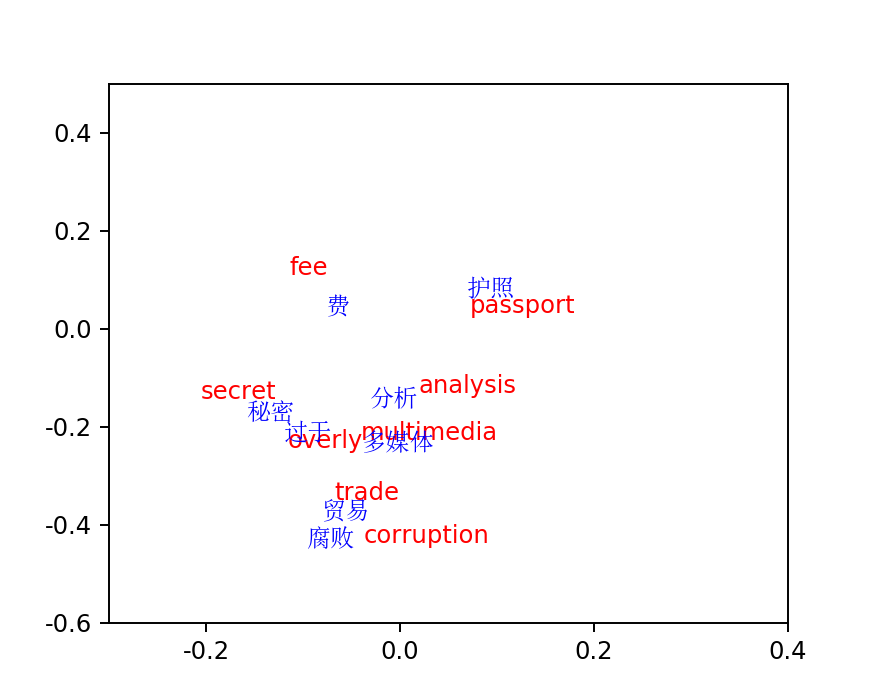 0.4
0.2
fee
护照
费
passport
0.0
analysis
secret
分析
秘密
-0.2
过于
multimedia
overly
多媒体
trade
贸易
-0.4
corruption
腐败
-0.6
-0.2
0.0
0.2
0.4